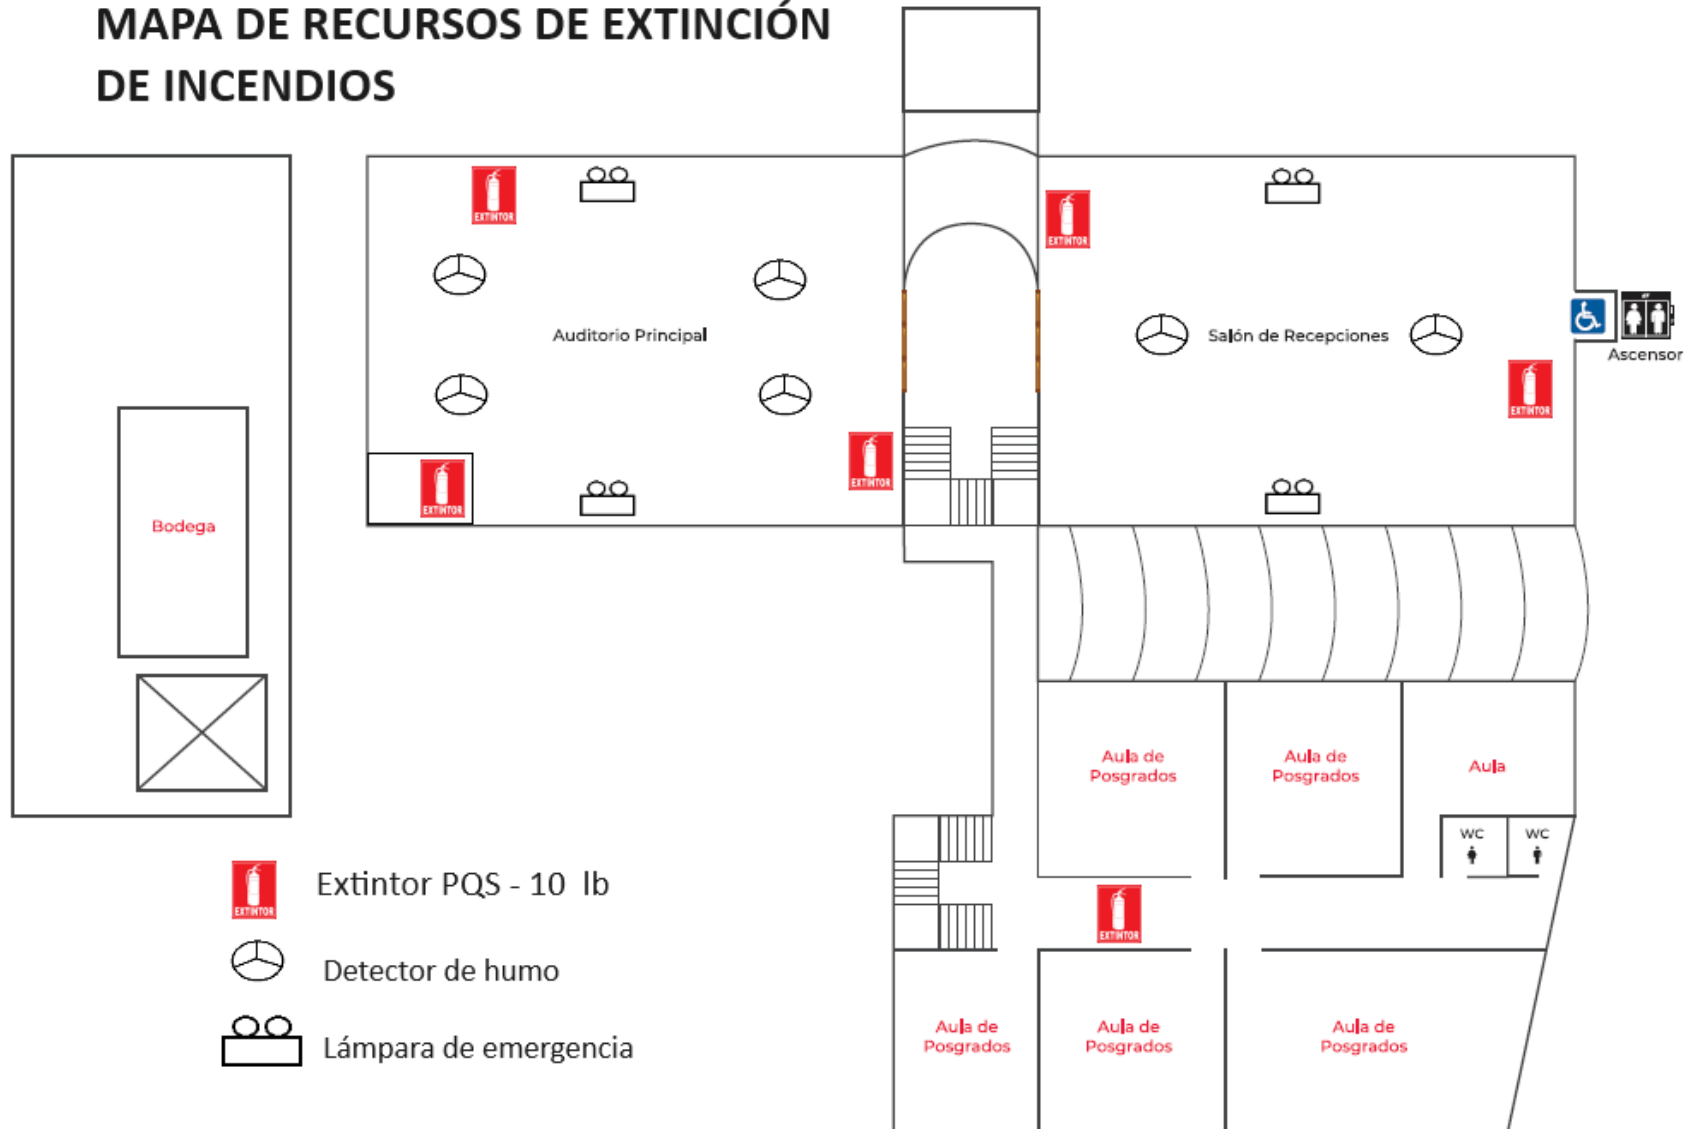 MAPA DE RECURSOS DE EXTINCIÓN
DE INCENDIOS
EXTINTOR
EXTINTOR
Auditorio Principal
Salón de Recepciones
Ascensor
EXTINTOR
EXTINTOR
EXTINTOR
Bodega
Aula de
Posgrados
Aula de
Posgrados
Aula
WC
WC
EXTINTOR
Extintor PQS - 10 lb
EXTINTOR
Detector de humo
Lámpara de emergencia
Aula de
Posgrados
Aula de
Posgrados
Aula de
Posgrados